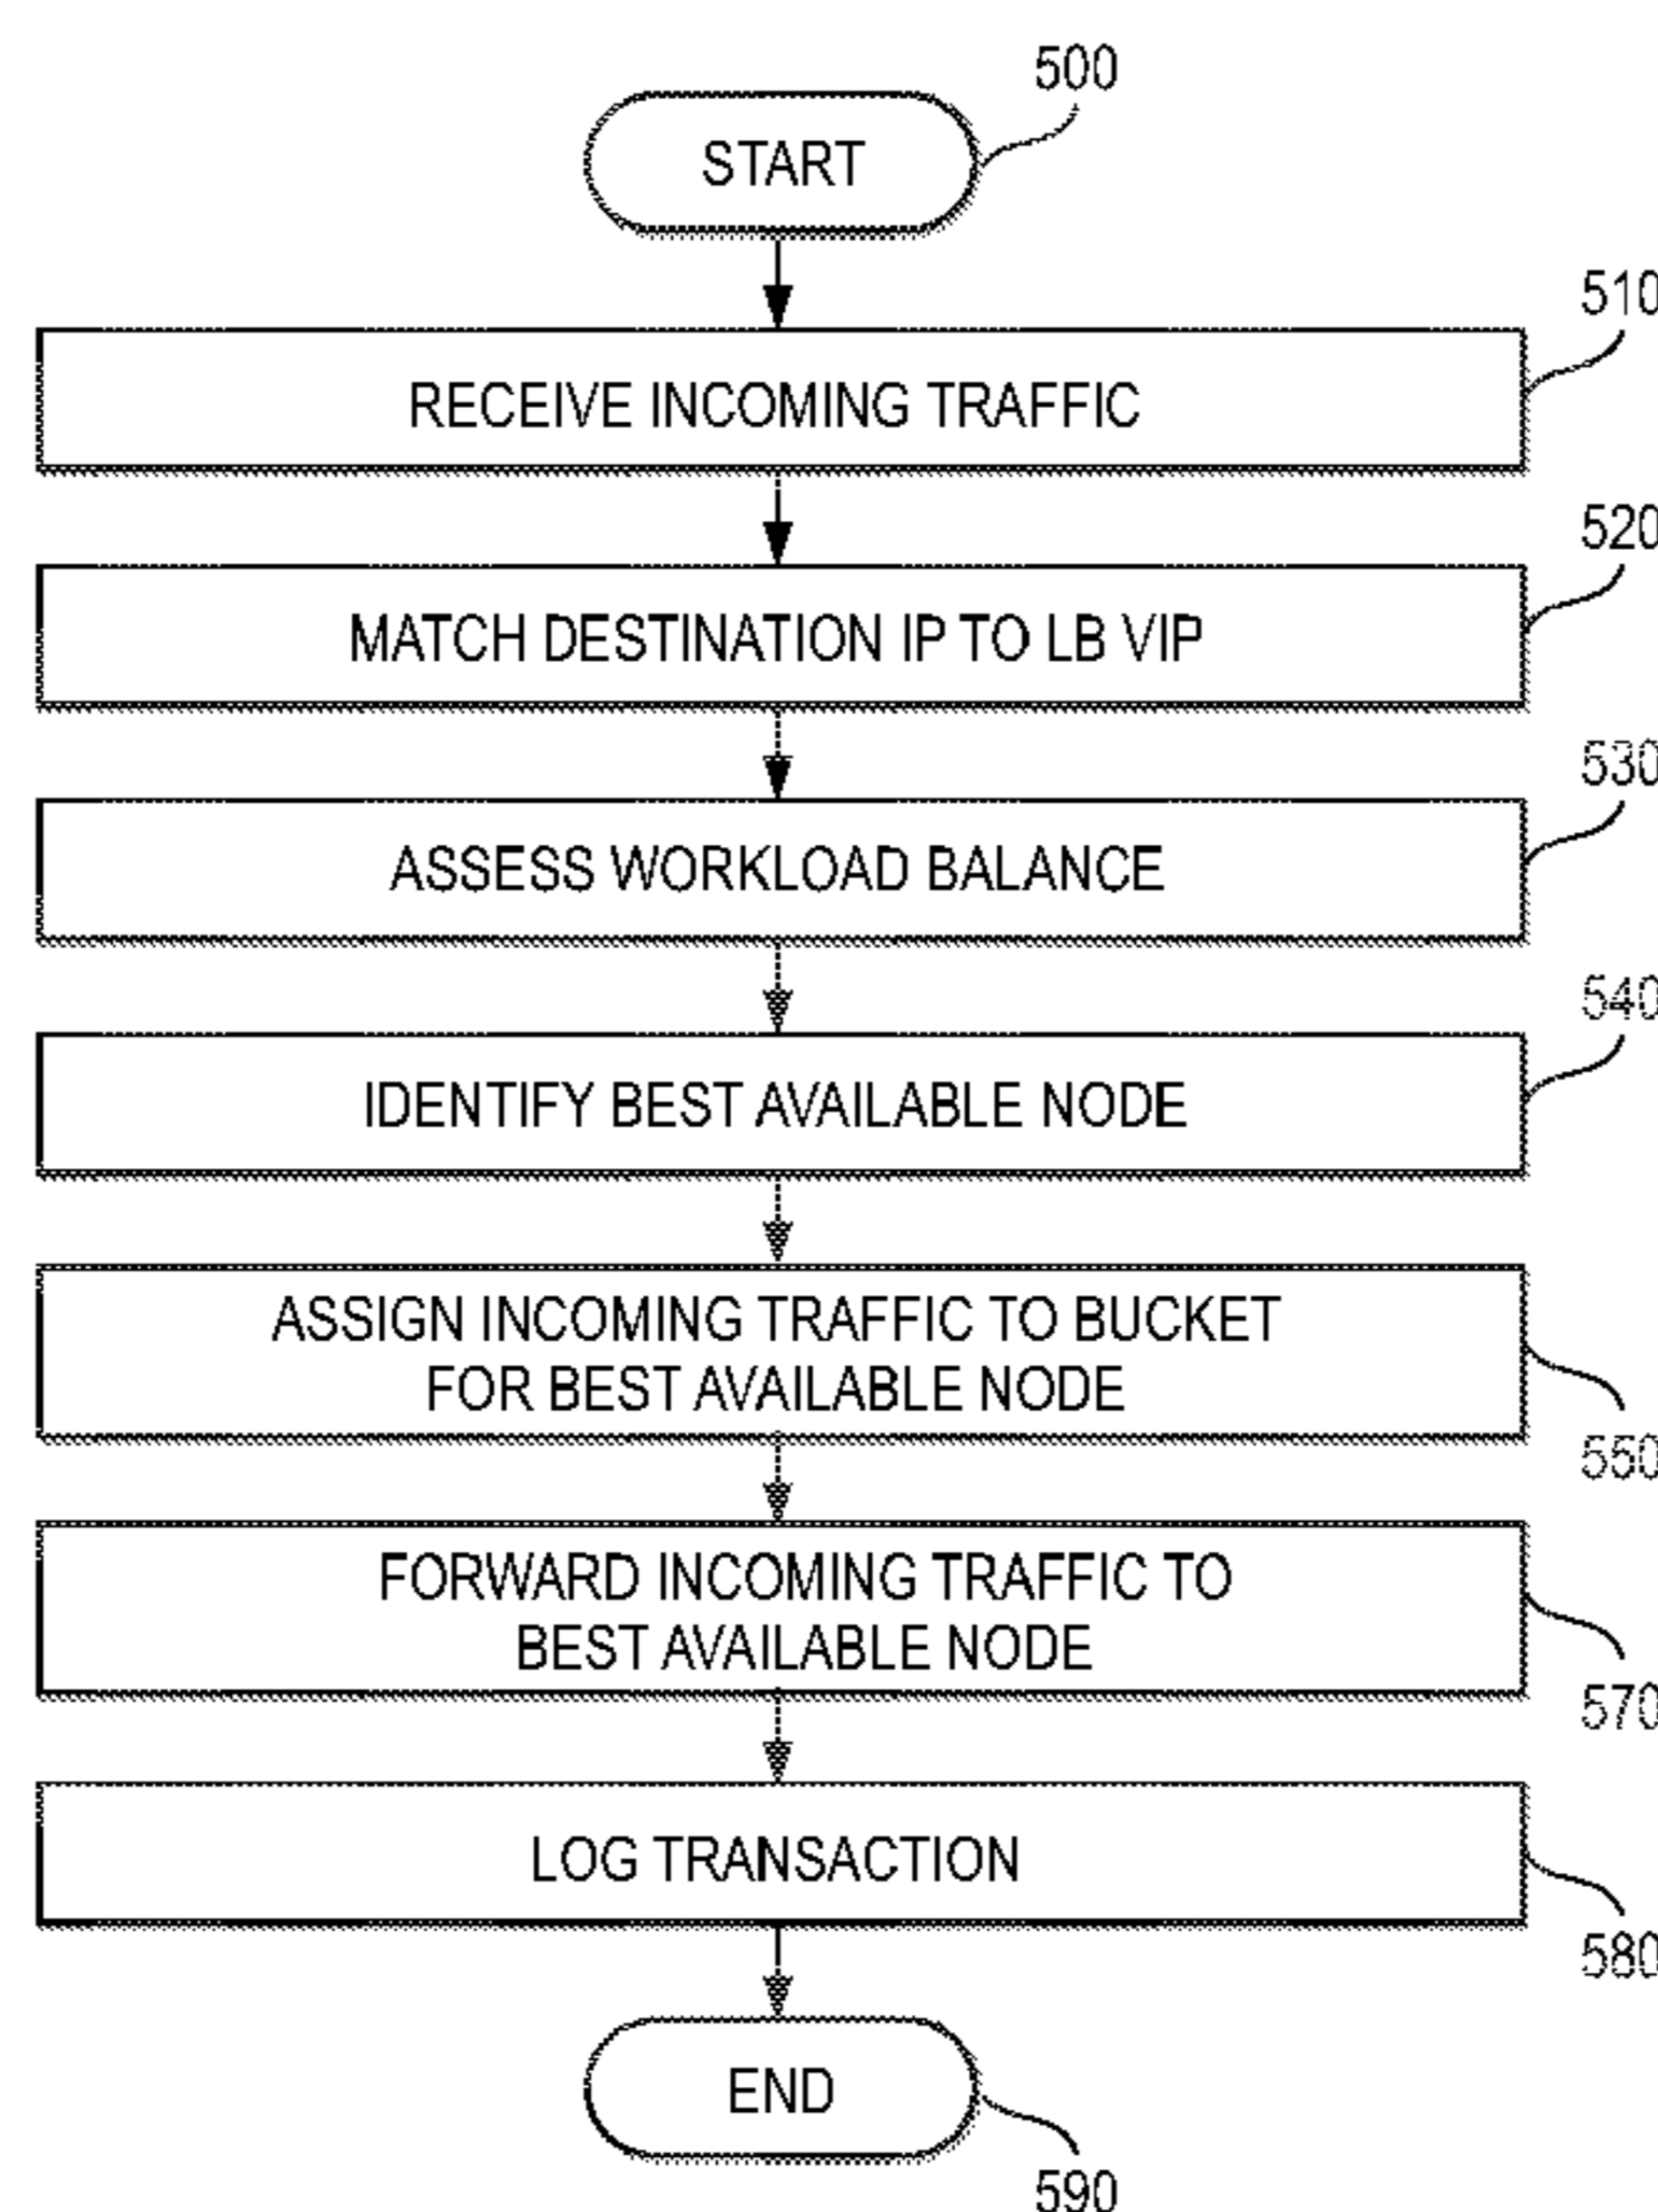 500
START
510
RECEIVE INCOMING TRAFFIC
520
MATCH DESTINATION IP TO LB VIP
530
ASSESS WORKLOAD BALANCE
540
IDENTIFY BEST AVAILABLE NODE
ASSIGN INCOMING TRAFFIC TO BUCKET
FOR BEST AVAILABLE NODE
550
FORWARD INCOMING TRAFFIC TO
BEST AVAILABLE NODE
570
LOG TRANSACTION
580
END
590